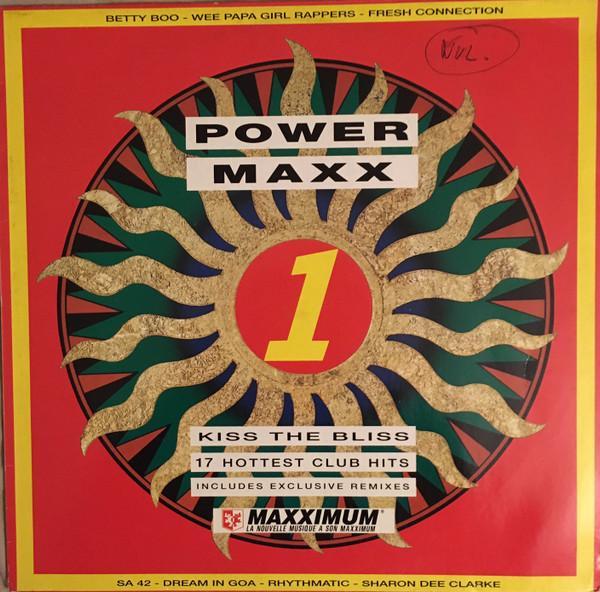 BETTY BOO - WEE PAPA GIRL RAPPERS - FRESH CONNECTION
POWER
MAXX
1
KISS THE BLISS
17 HOTTEST CLUB HITS
INCLUDES EXCLUSIVE REMIXES
MAXXIMUM®
LA NOUVELLE MUSIQUE A SON MAXXIMUM
SA 42 - DREAM IN GOA - RHYTHMATIC - SHARON DEE CLARKE